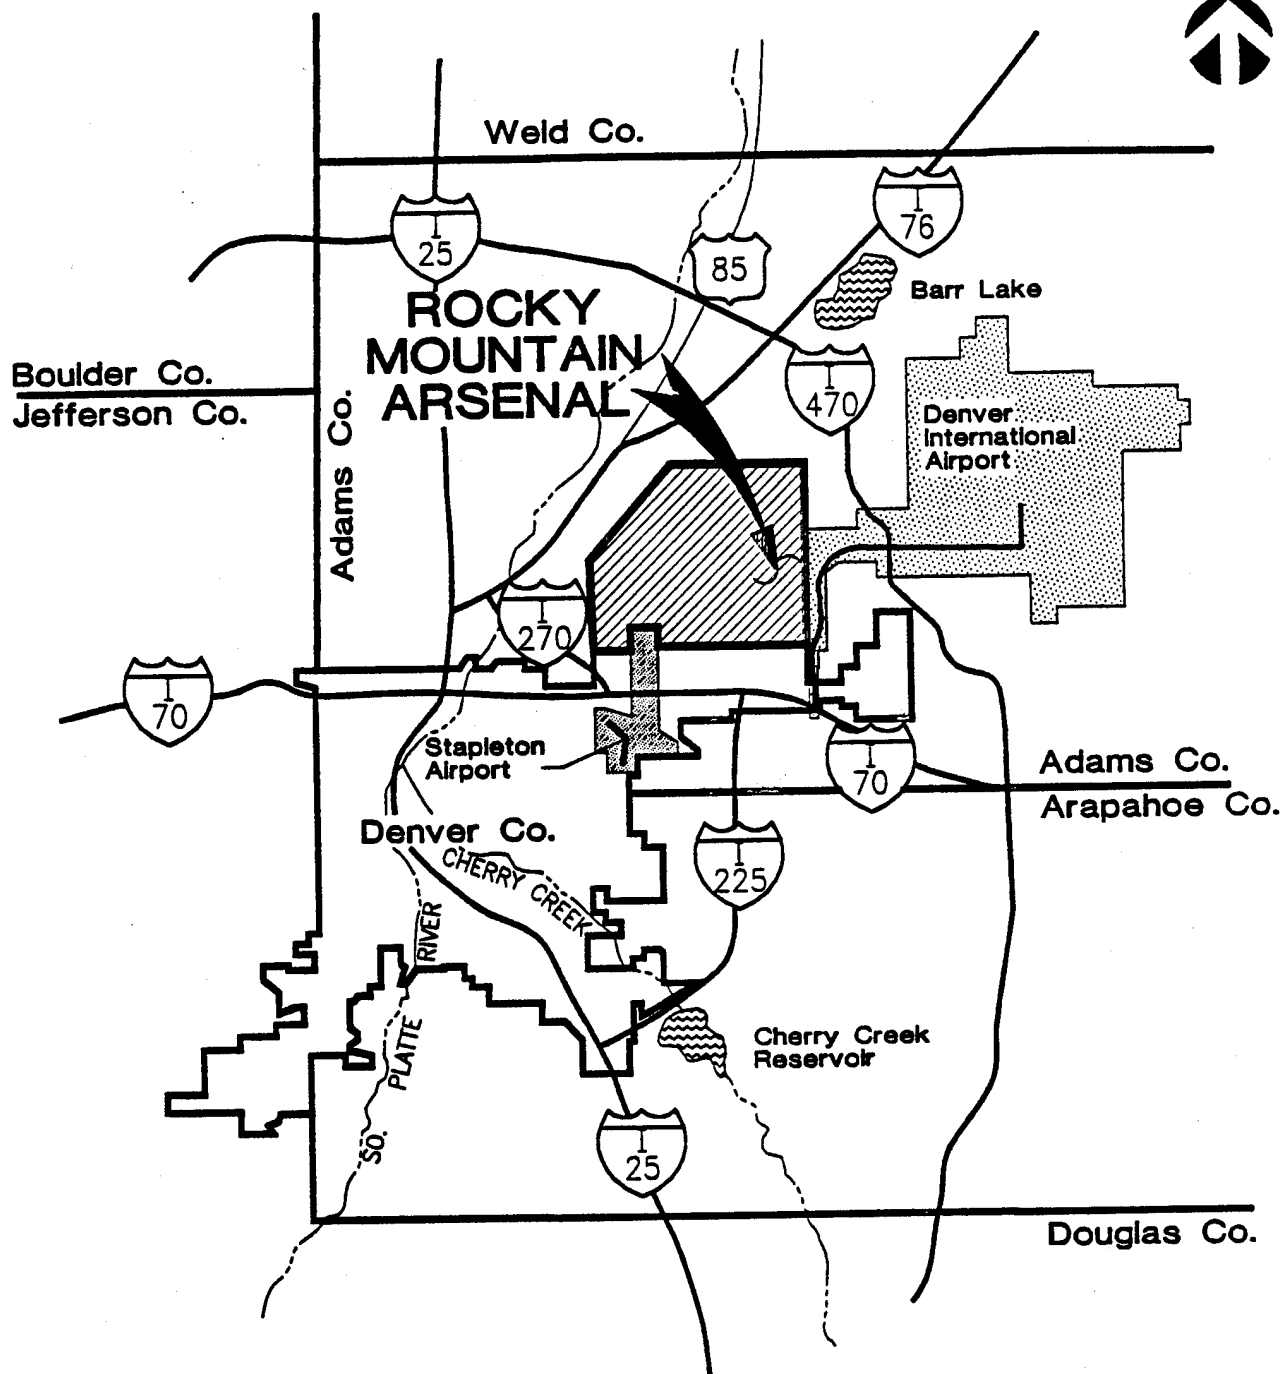 Weld Co.
I
76
I
25
85
Barr Lake
ROCKY
MOUNTAIN
ARSENAL
Boulder Co.
Jefferson Co.
Adams Co.
I
470
Denver
International
Airport
I
270
I
70
Stapleton
Airport
I
70
Adams Co.
Arapahoe Co.
Denver Co.
CHERRY CREEK
I
225
SO. PLATTE RIVER
Cherry Creek
Reservoir
I
25
Douglas Co.